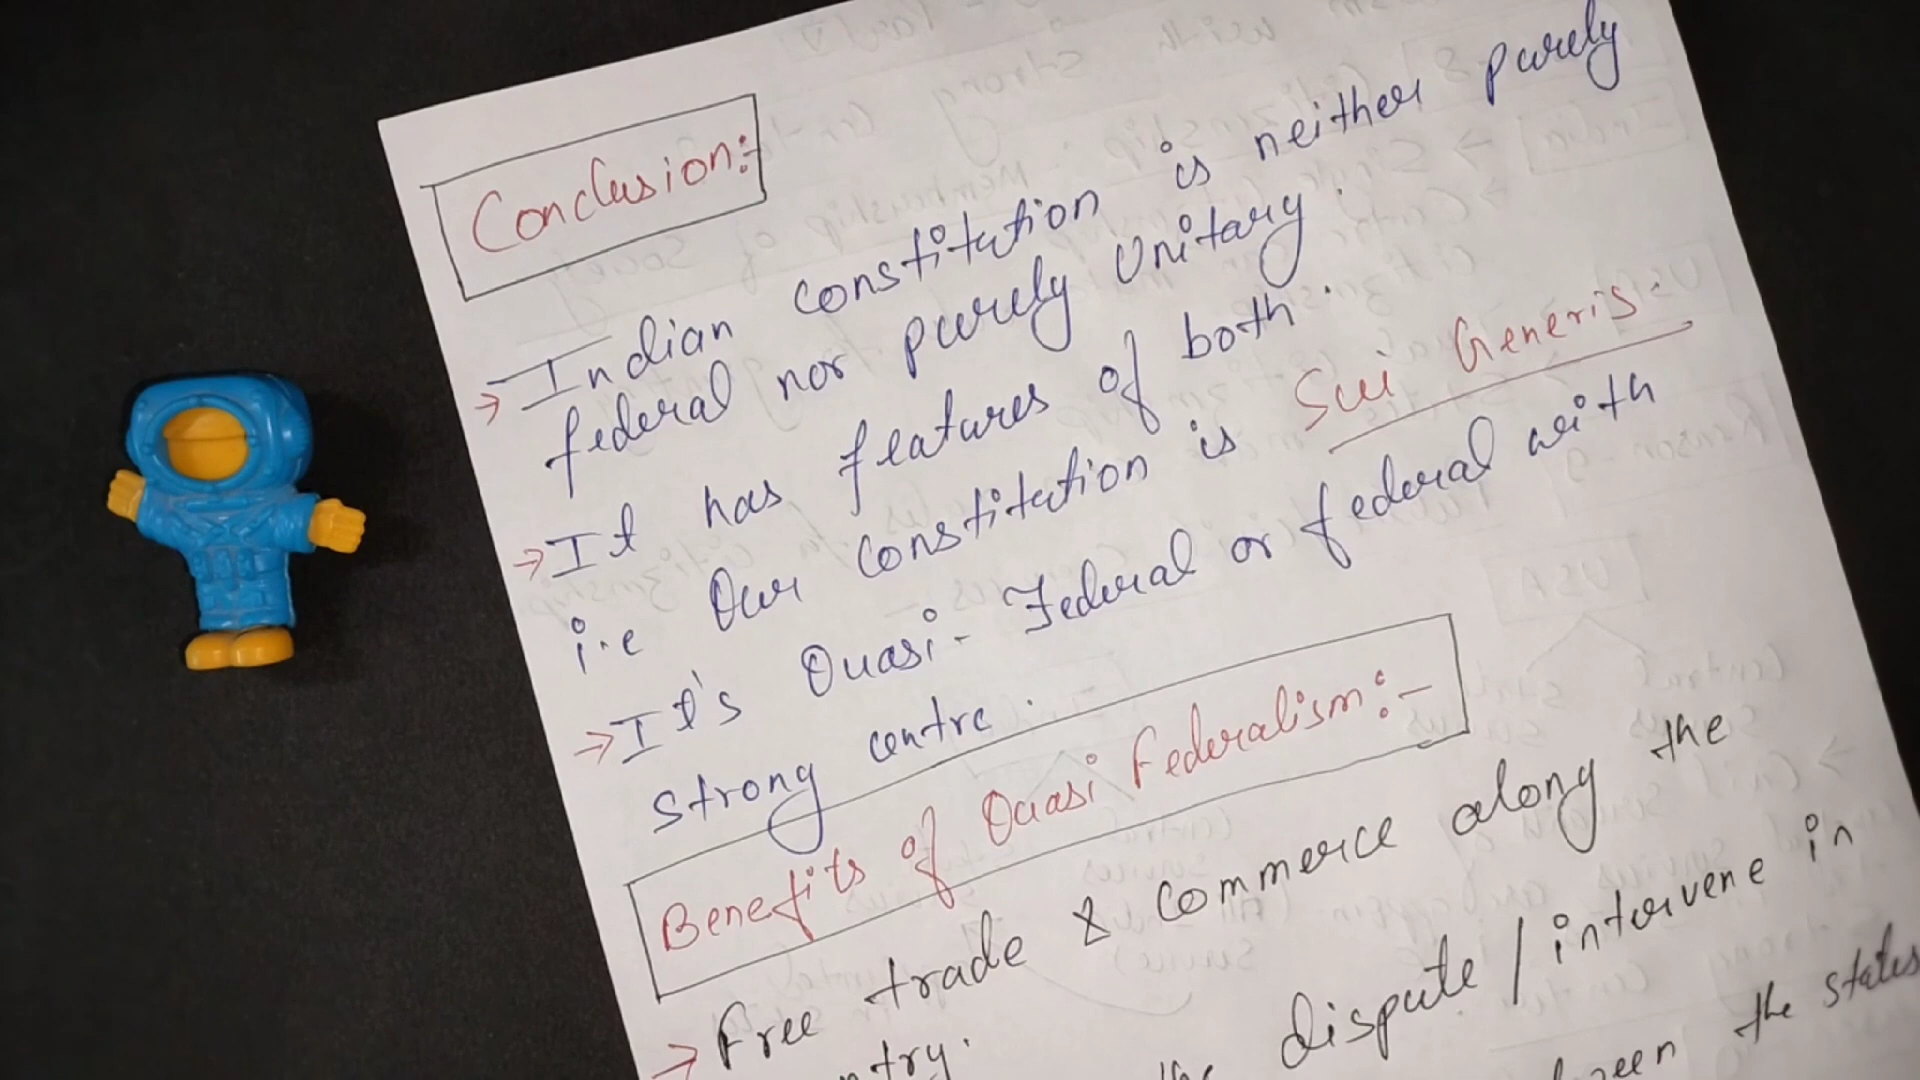 Conclusion:-
→ Indian constitution is neither purely
federal nor purely Unitary.
→ It has features of both.
i.e Our constitution is Sui Generis.
→ It's Quasi-Federal or federal with
strong centre.
Benefits of Quasi Federalism:-
→ Free trade & Commerce along the
dispute / intervene in
the states